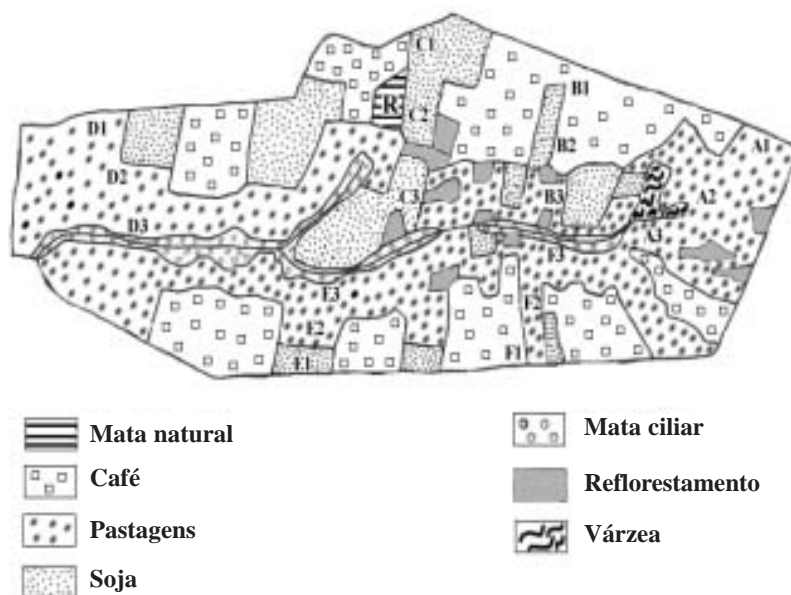 C1
R
C2
B1
D1
B2
A1
D2
C3
B3
A2
D3
A3
F3
E3
F2
E2
F1
E1
Mata natural
Mata ciliar
Café
Reflorestamento
Pastagens
Várzea
Soja